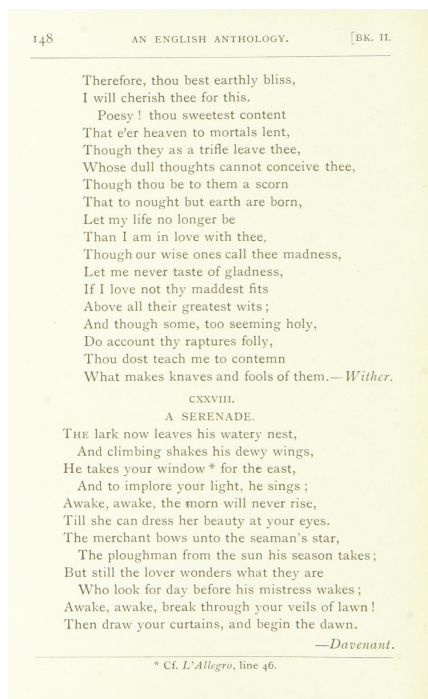 148 AN ENGLISH ANTHOLOGY. [BK. II.
Therefore, thou best earthly bliss,
I will cherish thee for this.
Poesy ! thou sweetest content
That e'er heaven to mortals lent,
Though they as a trifle leave thee,
Whose dull thoughts cannot conceive thee,
Though thou be to them a scorn
That to nought but earth are born,
Let my life no longer be
Than I am in love with thee,
Though our wise ones call thee madness,
Let me never taste of gladness,
If I love not thy maddest fits
Above all their greatest wits ;
And though some, too seeming holy,
Do account thy raptures folly,
Thou dost teach me to contemn
What makes knaves and fools of them.—Wither.
CXXVIII.
A SERENADE.
THE lark now leaves his watery nest,
And climbing shakes his dewy wings,
He takes your window * for the east,
And to implore your light, he sings ;
Awake, awake, the morn will never rise,
Till she can dress her beauty at your eyes.
The merchant bows unto the seaman's star,
The ploughman from the sun his season takes ;
But still the lover wonders what they are
Who look for day before his mistress wakes ;
Awake, awake, break through your veils of lawn !
Then draw your curtains, and begin the dawn.
—Davenant.
* Cf. L'Allegro, line 46.